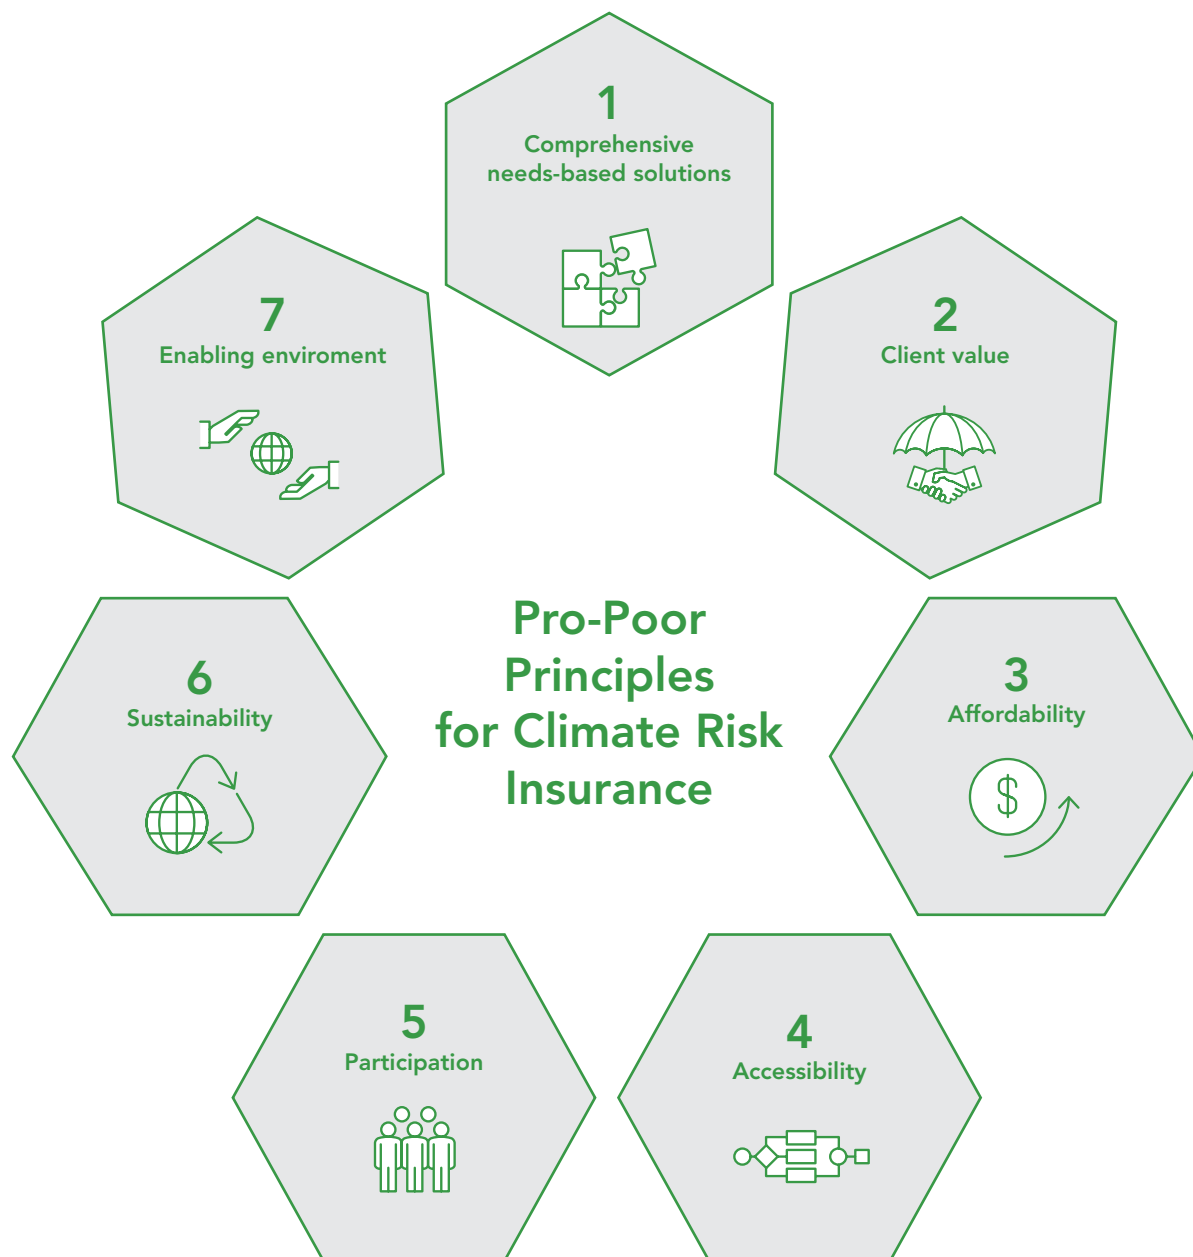 1
Comprehensive
needs-based solutions
2
Client value
3
Affordability
4
Accessibility
5
Participation
6
Sustainability
7
Enabling enviroment
Pro-Poor
Principles
for Climate Risk
Insurance
$